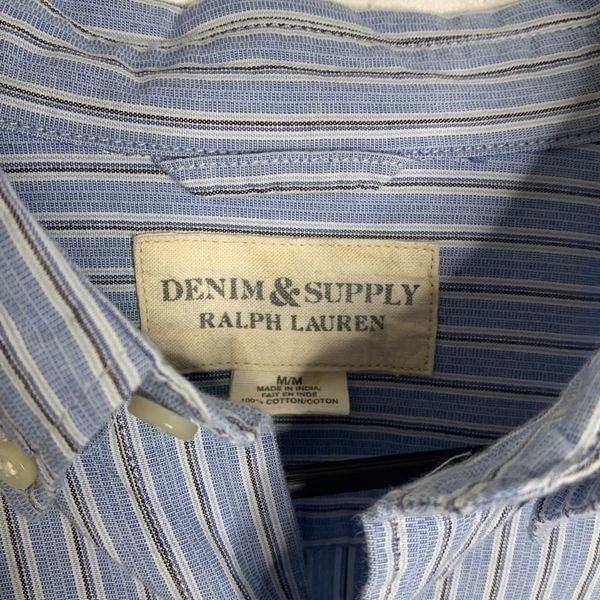 DENIM & SUPPLY
RALPH LAUREN
M/M
MADE IN INDIA
FAIT EN INDE
100% COTTON/COTON